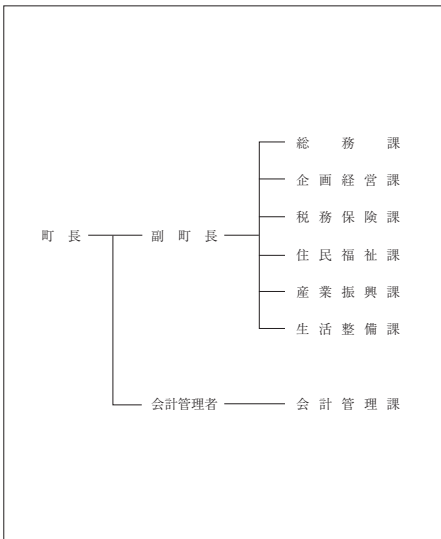 総務課
企画経営課
税務保険課
町長 副町長
住民福祉課
産業振興課
生活整備課
会計管理者 会計管理課